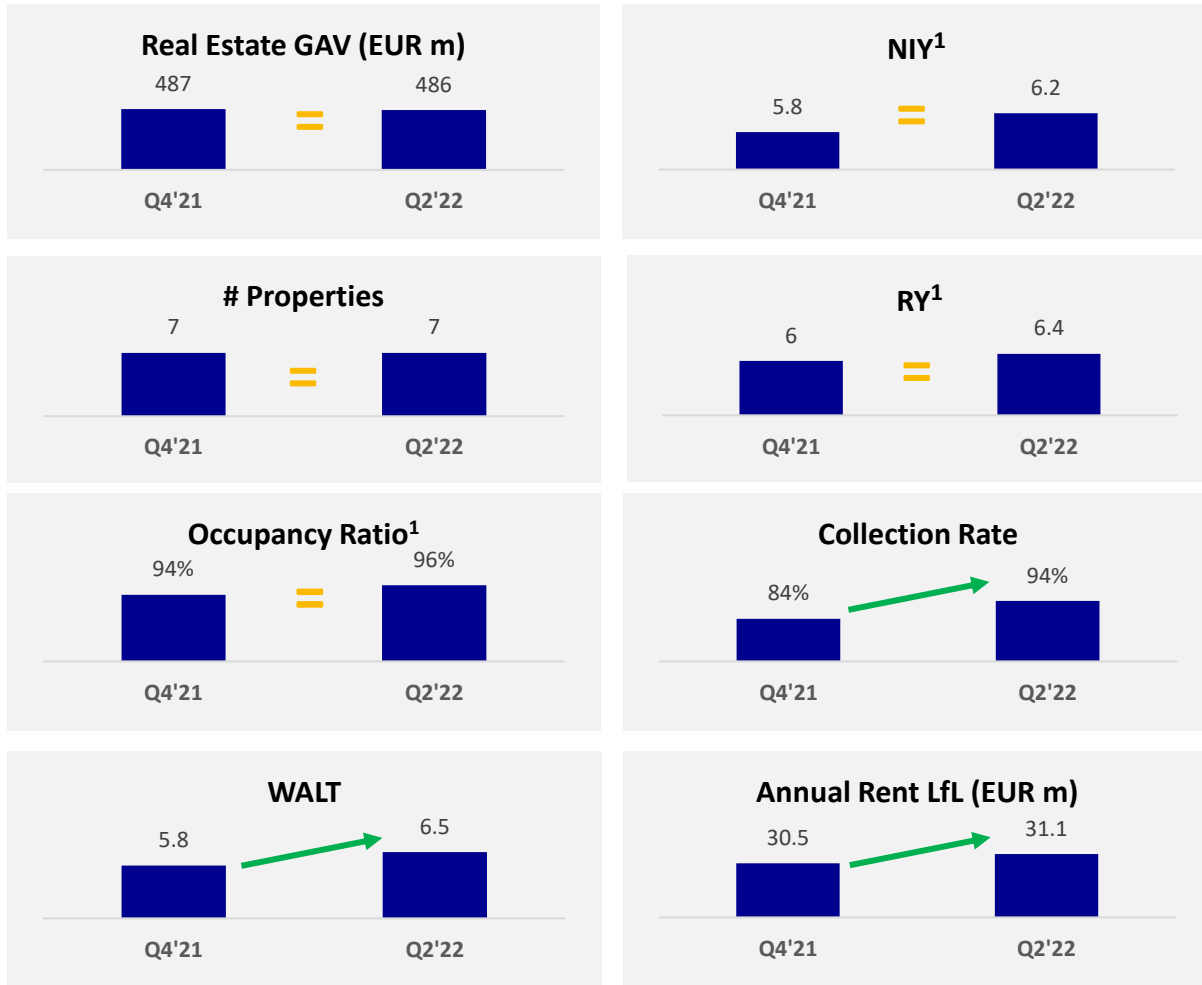 Real Estate GAV (EUR m)
487 = 486
Q4'21 Q2'22
NIY1
5.8 = 6.2
Q4'21 Q2'22
# Properties
7 = 7
Q4'21 Q2'22
RY1
6 = 6.4
Q4'21 Q2'22
Occupancy Ratio1
94% = 96%
Q4'21 Q2'22
Collection Rate
84% 94%
Q4'21 Q2'22
WALT
5.8 6.5
Q4'21 Q2'22
Annual Rent LfL (EUR m)
30.5 31.1
Q4'21 Q2'22